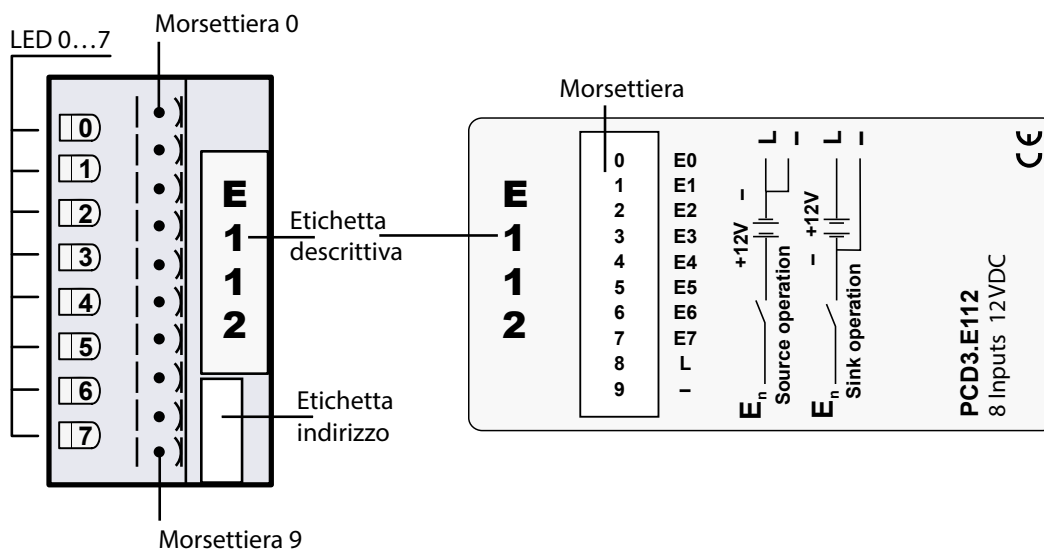 LED 0…7
Morsettiera 0
0
1
2
3
4
5
6
7
E
1
1
2
Etichetta
descrittiva
Etichetta
indirizzo
Morsettiera 9
Morsettiera
E
1
1
2
0 E0
1 E1
2 E2
3 E3
4 E4
5 E5
6 E6
7 E7
8 L
9 –
L –
+12V –
En
Source operation
L –
– +12V
En
Sink operation
PCD3.E112
8 Inputs 12VDC
CE